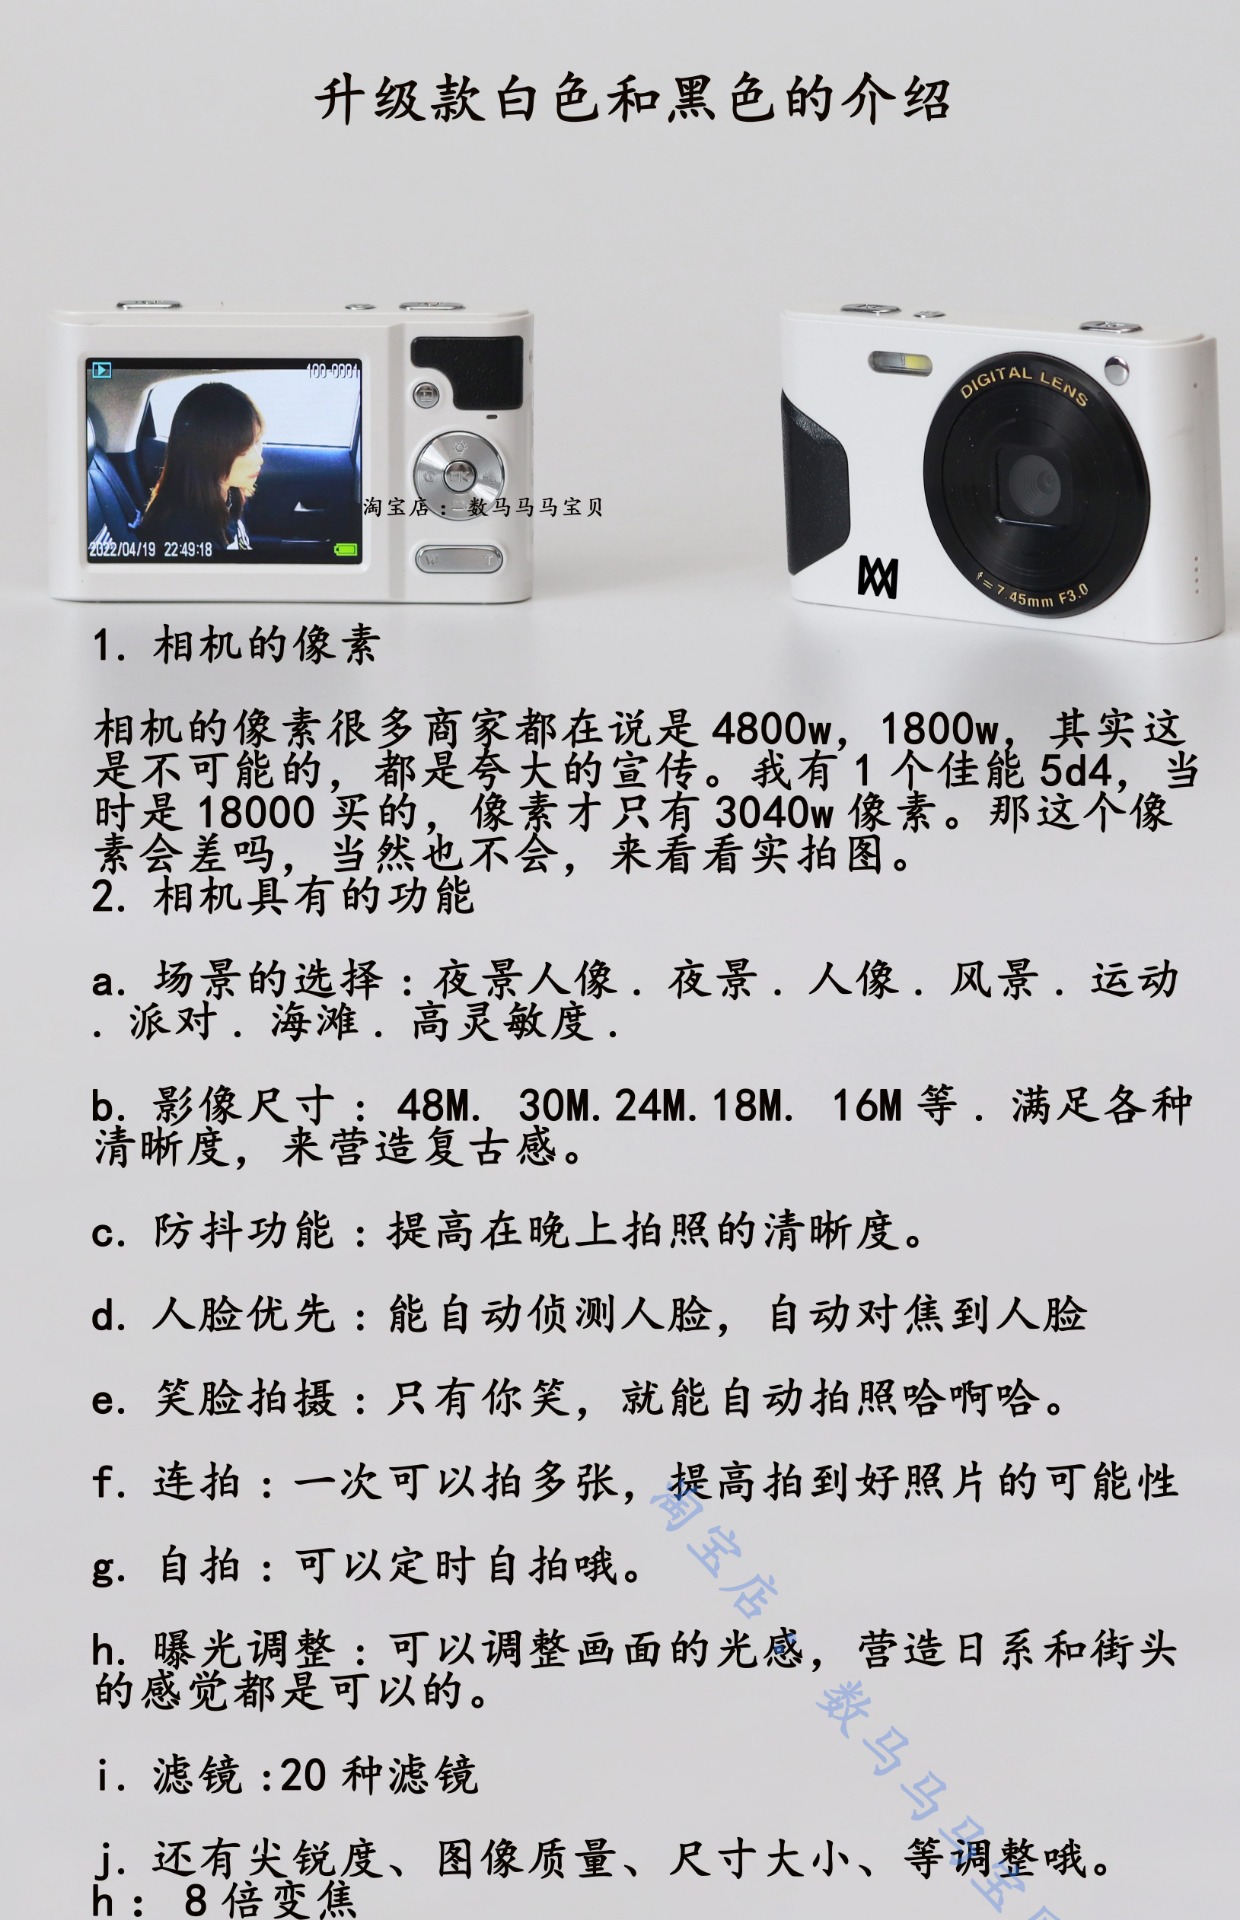 升级款白色和黑色的介绍
100-0001
2022/04/19 22:49:18
OK
W T
淘宝店：数马马马宝贝
DIGITAL LENS
f=7.45mm F3.0
1. 相机的像素
相机的像素很多商家都在说是4800w，1800w，其实这
是不可能的，都是夸大的宣传。我有1个佳能5d4，当
时是18000买的，像素才只有3040w像素。那这个像
素会差吗，当然也不会，来看看实拍图。
2. 相机具有的功能
a. 场景的选择：夜景人像．夜景．人像．风景．运动
．派对．海滩．高灵敏度．
b. 影像尺寸：48M. 30M.24M.18M. 16M等．满足各种
清晰度，来营造复古感。
c. 防抖功能：提高在晚上拍照的清晰度。
d. 人脸优先：能自动侦测人脸，自动对焦到人脸
e. 笑脸拍摄：只有你笑，就能自动拍照哈啊哈。
f. 连拍：一次可以拍多张，提高拍到好照片的可能性
g. 自拍：可以定时自拍哦。
h. 曝光调整：可以调整画面的光感，营造日系和街头
的感觉都是可以的。
i. 滤镜:20种滤镜
j. 还有尖锐度、图像质量、尺寸大小、等调整哦。
h：8倍变焦
淘宝店：数马马马宝